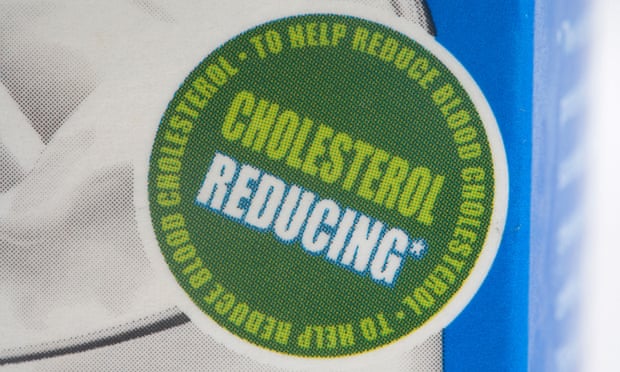 CHOLESTEROL
REDUCING*
TO HELP REDUCE BLOOD CHOLESTEROL • TO HELP REDUCE BLOOD CHOLESTEROL •